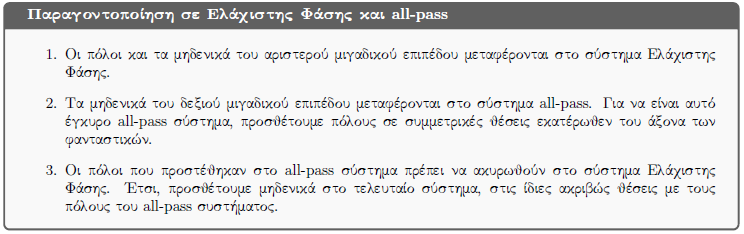 Παραγοντοποίηση σε Ελάχιστης Φάσης και all-pass
1. Οι πόλοι και τα μηδενικά του αριστερού μιγαδικού επιπέδου μεταφέρονται στο σύστημα Ελάχιστης
Φάσης.
2. Τα μηδενικά του δεξιού μιγαδικού επιπέδου μεταφέρονται στο σύστημα all-pass. Για να είναι αυτό
έγκυρο all-pass σύστημα, προσθέτουμε πόλους σε συμμετρικές θέσεις εκατέρωθεν του άξονα των
φανταστικών.
3. Οι πόλοι που προστέθηκαν στο all-pass σύστημα πρέπει να ακυρωθούν στο σύστημα Ελάχιστης
Φάσης. Έτσι, προσθέτουμε μηδενικά στο τελευταίο σύστημα, στις ίδιες ακριβώς θέσεις με τους
πόλους του all-pass συστήματος.